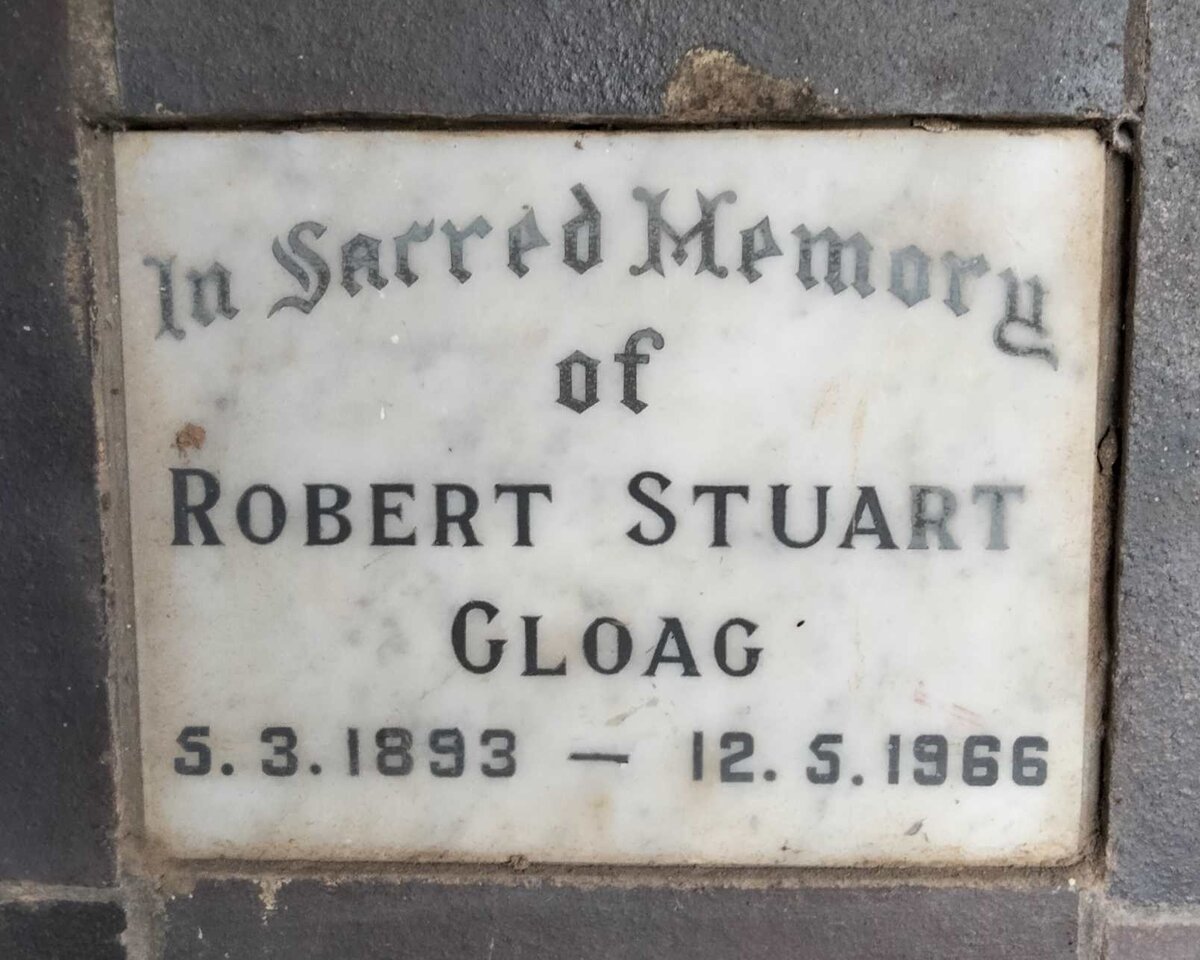 In Sacred Memory
of
ROBERT STUART
GLOAG
5.3.1893 — 12.5.1966